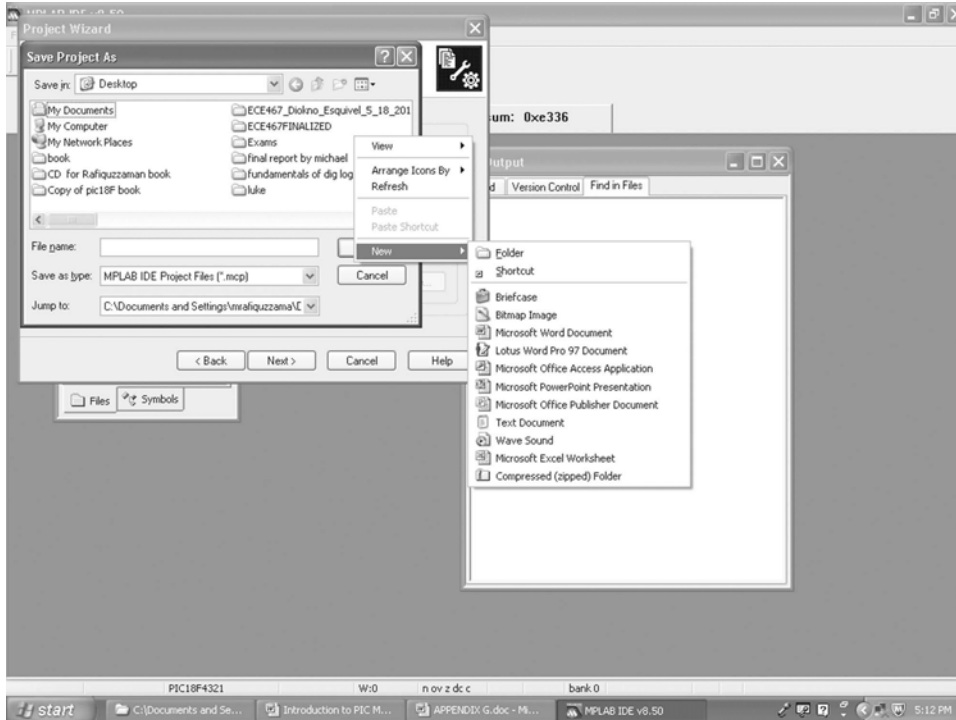 MPLAB IDE v8.50
Project Wizard
Save Project As
Save in: Desktop
My Documents
My Computer
My Network Places
book
CD for Rafiquzzaman book
Copy of pic18F book
ECE467_Diokno_Esquivel_5_18_201
ECE467FINALIZED
Exams
final report by michael
fundamentals of dig log
luke
File name:
Save as type: MPLAB IDE Project Files (*.mcp)
Cancel
Jump to: C:\Documents and Settings\mrafiquzzama\D
< Back Next > Cancel Help
View
Arrange Icons By
Refresh
Paste
Paste Shortcut
New
Folder
Shortcut
Briefcase
Bitmap Image
Microsoft Word Document
Lotus Word Pro 97 Document
Microsoft Office Access Application
Microsoft PowerPoint Presentation
Microsoft Office Publisher Document
Text Document
Wave Sound
Microsoft Excel Worksheet
Compressed (zipped) Folder
sum: 0xe336
Output
d Version Control Find in Files
Files Symbols
PIC18F4321 W:0 n ov z dc c bank 0
start C:\Documents and Se... Introduction to PIC M... APPENDIX G.doc - Mi... MPLAB IDE v8.50 5:12 PM